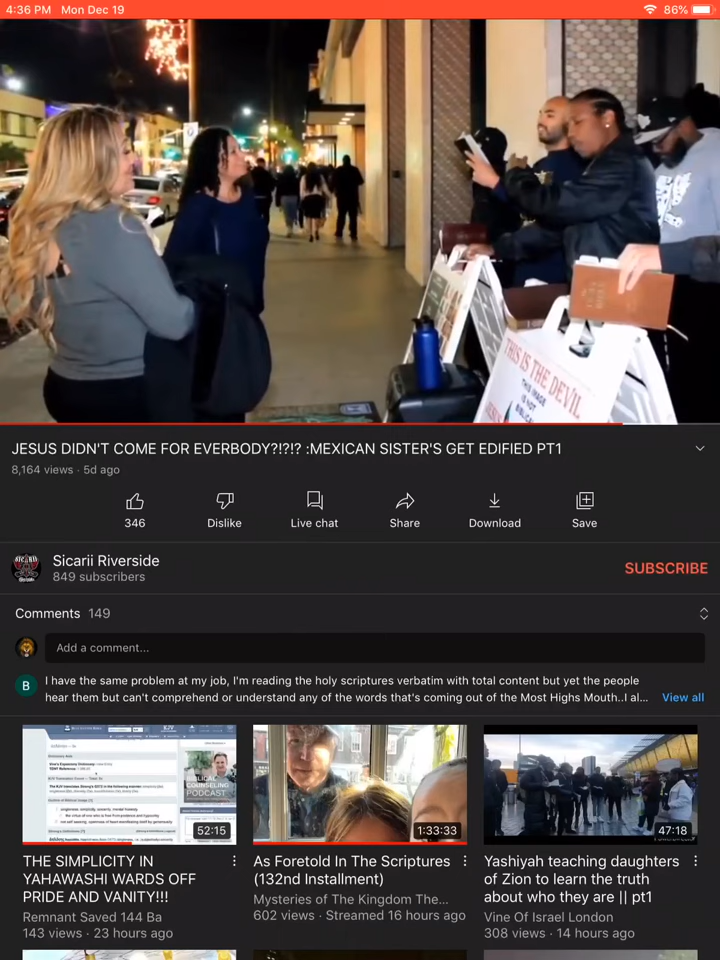 4:36 PM Mon Dec 19
86%
THIS IS THE DEVIL
THIS IMAGE
IS NOT
JESUS
JESUS DIDN'T COME FOR EVERBODY?!?!? :MEXICAN SISTER'S GET EDIFIED PT1
8,164 views · 5d ago
346
Dislike
Live chat
Share
Download
Save
Sicarii Riverside
849 subscribers
SUBSCRIBE
Comments 149
Add a comment...
B
I have the same problem at my job, I'm reading the holy scriptures verbatim with total content but yet the people
hear them but can't comprehend or understand any of the words that's coming out of the Most Highs Mouth..I al...
View all
BIBLICAL
COUNSELING
PODCAST
52:15
1:33:33
47:18
THE SIMPLICITY IN
YAHAWASHI WARDS OFF
PRIDE AND VANITY!!!
Remnant Saved 144 Ba
143 views · 23 hours ago
As Foretold In The Scriptures
(132nd Installment)
Mysteries of The Kingdom The...
602 views · Streamed 16 hours ago
Yashiyah teaching daughters
of Zion to learn the truth
about who they are || pt1
Vine Of Israel London
308 views · 14 hours ago